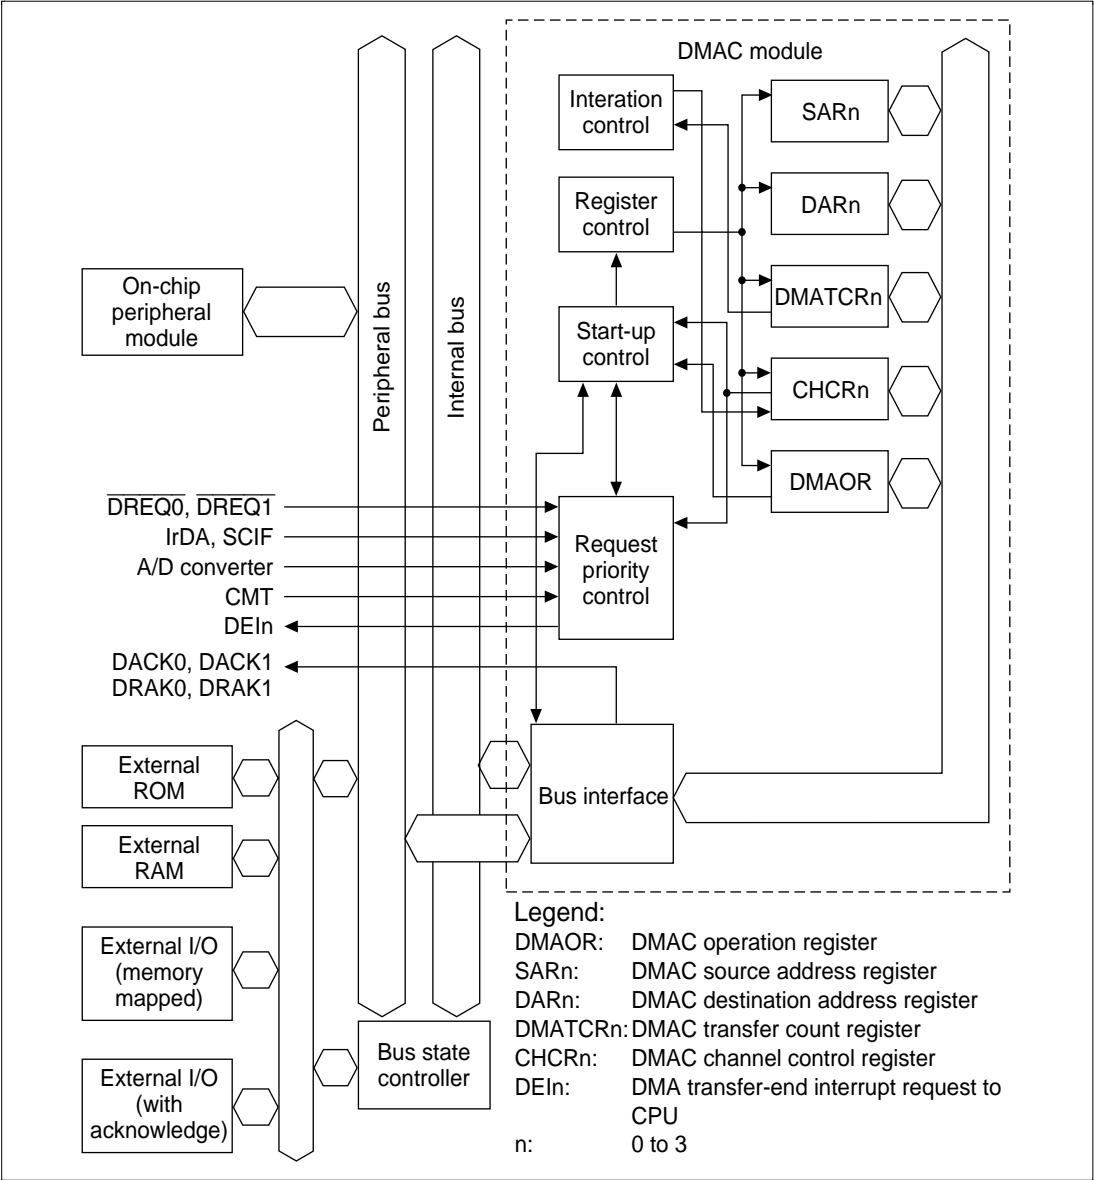 DMAC module
Interation
control
SARn
Register
control
DARn
On-chip
peripheral
module
Peripheral bus
Internal bus
Start-up
control
DMATCRn
CHCRn
DMAOR
DREQ0, DREQ1
IrDA, SCIF
A/D converter
CMT
DEIn
Request
priority
control
DACK0, DACK1
DRAK0, DRAK1
External
ROM
Bus interface
External
RAM
External I/O
(memory
mapped)
Bus state
controller
External I/O
(with
acknowledge)
Legend:
DMAOR: DMAC operation register
SARn: DMAC source address register
DARn: DMAC destination address register
DMATCRn: DMAC transfer count register
CHCRn: DMAC channel control register
DEIn: DMA transfer-end interrupt request to
CPU
n: 0 to 3